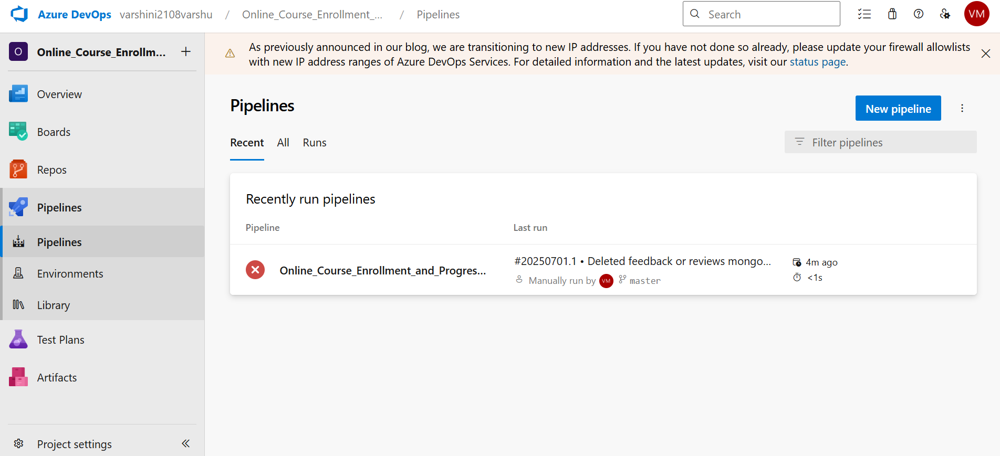 Azure DevOps varshini2108varshu / Online_Course_Enrollment_... / Pipelines
Search
VM
O Online_Course_Enrollm... +
As previously announced in our blog, we are transitioning to new IP addresses. If you have not done so already, please update your firewall allowlists
with new IP address ranges of Azure DevOps Services. For detailed information and the latest updates, visit our status page.
Overview
Boards
Repos
Pipelines
Pipelines
Environments
Library
Test Plans
Artifacts
Project settings
Pipelines
New pipeline
Recent All Runs
Filter pipelines
Recently run pipelines
Pipeline Last run
Online_Course_Enrollment_and_Progres...
#20250701.1 • Deleted feedback or reviews mongo...
Manually run by VM master
4m ago
<1s